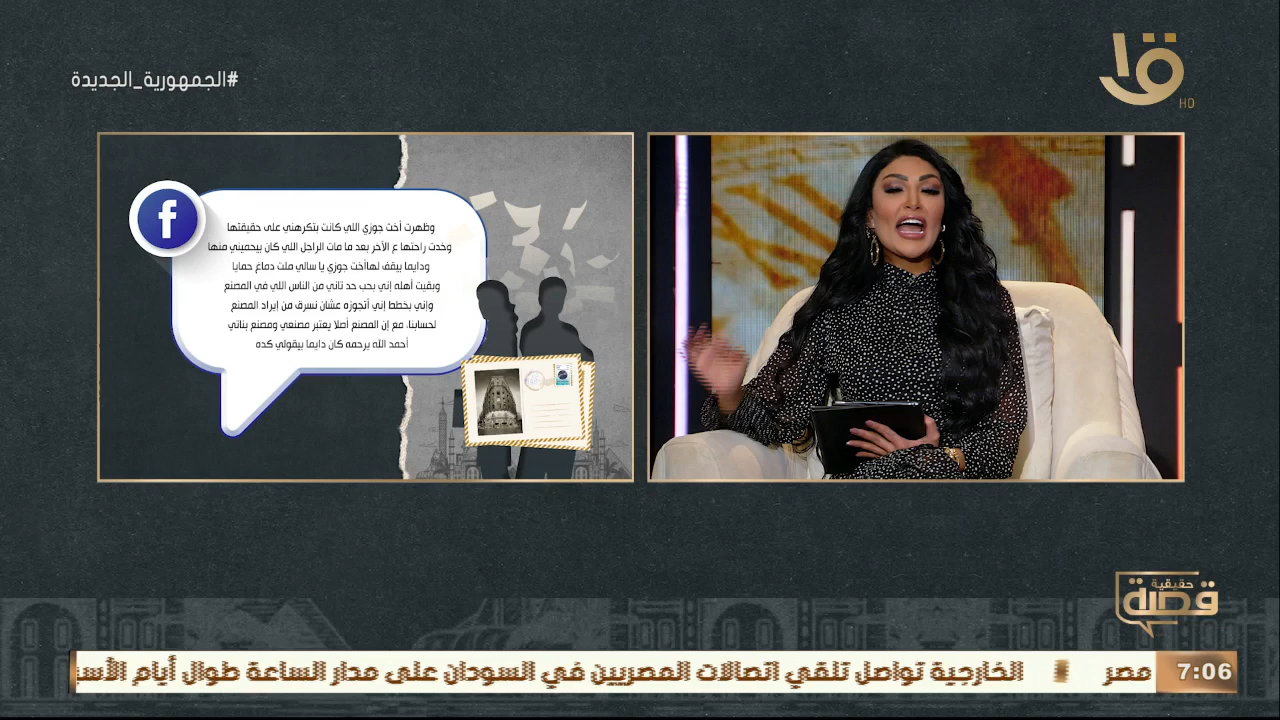 #الجمهورية_الجديدة
HD
f
وظهرت أخت جوزي اللي كانت بتكرهني على حقيقتها
وخدت راحتها ع الآخر بعد ما مات الراجل اللي كان بيحميني منها
ودايما بيقف لهاأخت جوزي يا سالي ملت دماغ حمايا
وبقيت أهله إني بحب حد تاني من الناس اللي في المصنع
وإني بخطط إني أتجوزه عشان نسرق من إيراد المصنع
لحسابنا، مع إن المصنع أصلا يعتبر مصنعي ومصنع بناتي
أحمد الله يرحمه كان دايما بيقولي كده
قصة
حقيقية
7:06
مصر
الخارجية تواصل تلقي اتصالات المصريين في السودان على مدار الساعة طوال أيام